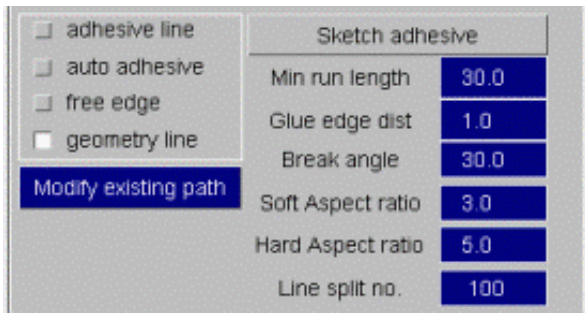 adhesive line
auto adhesive
free edge
geometry line
Modify existing path
Sketch adhesive
Min run length 30.0
Glue edge dist 1.0
Break angle 30.0
Soft Aspect ratio 3.0
Hard Aspect ratio 5.0
Line split no. 100